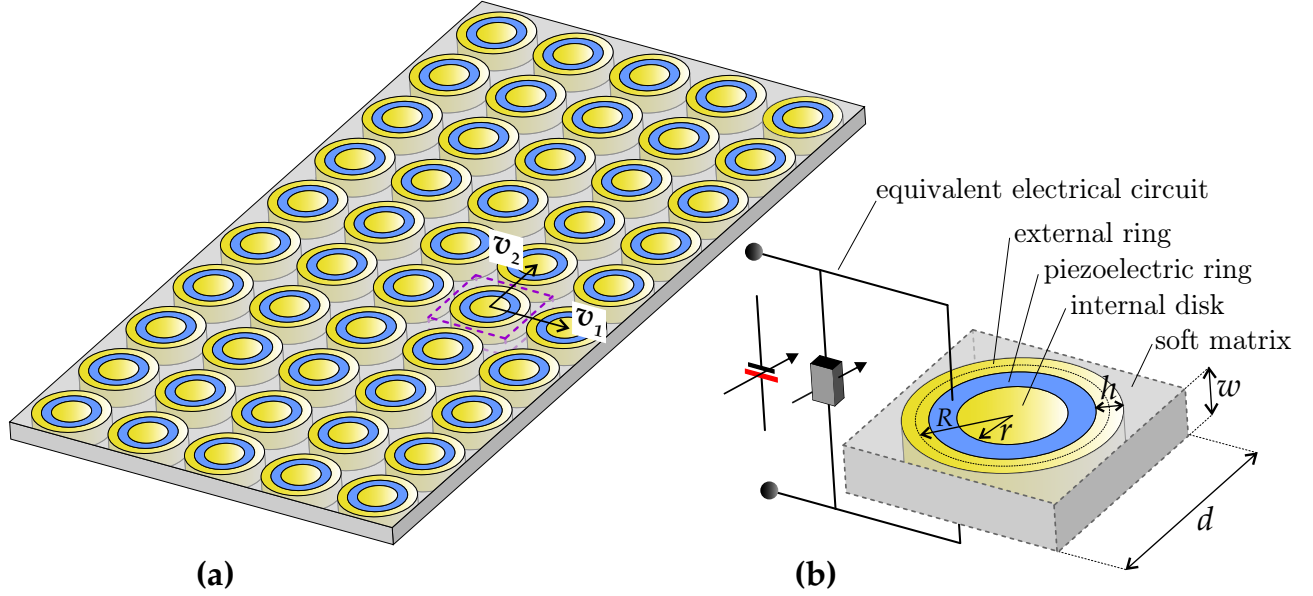 equivalent electrical circuit
external ring
piezoelectric ring
internal disk
soft matrix
v₂
v₁
R
r
h
w
d
(a)
(b)